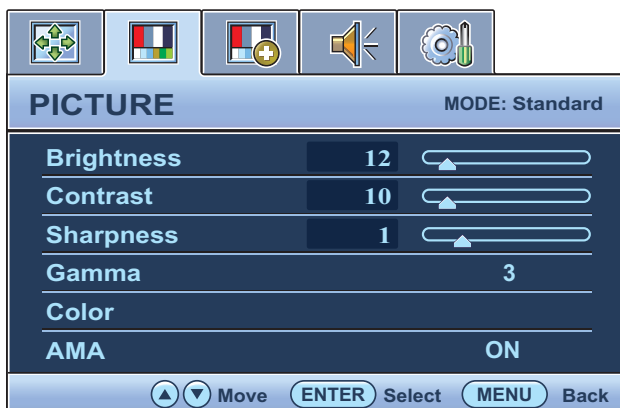 PICTURE MODE: Standard
Brightness 12
Contrast 10
Sharpness 1
Gamma 3
Color
AMA ON
Move ENTER Select MENU Back